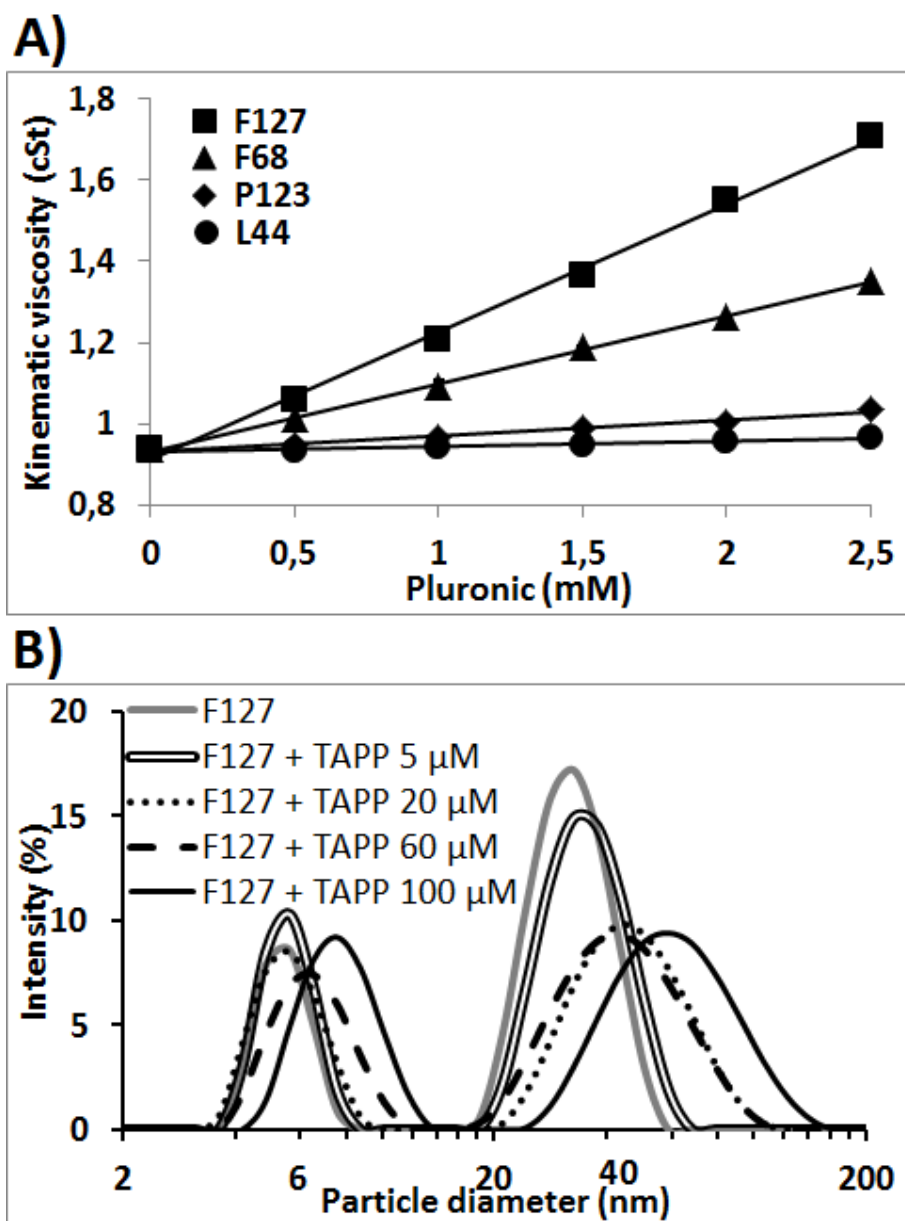 A)
1,8
1,6
1,4
1,2
1
0,8
Kinematic viscosity (cSt)
F127
F68
P123
L44
0 0,5 1 1,5 2 2,5
Pluronic (mM)
B)
20
15
10
5
0
Intensity (%)
F127
F127 + TAPP 5 µM
F127 + TAPP 20 µM
F127 + TAPP 60 µM
F127 + TAPP 100 µM
2 6 20 40 200
Particle diameter (nm)